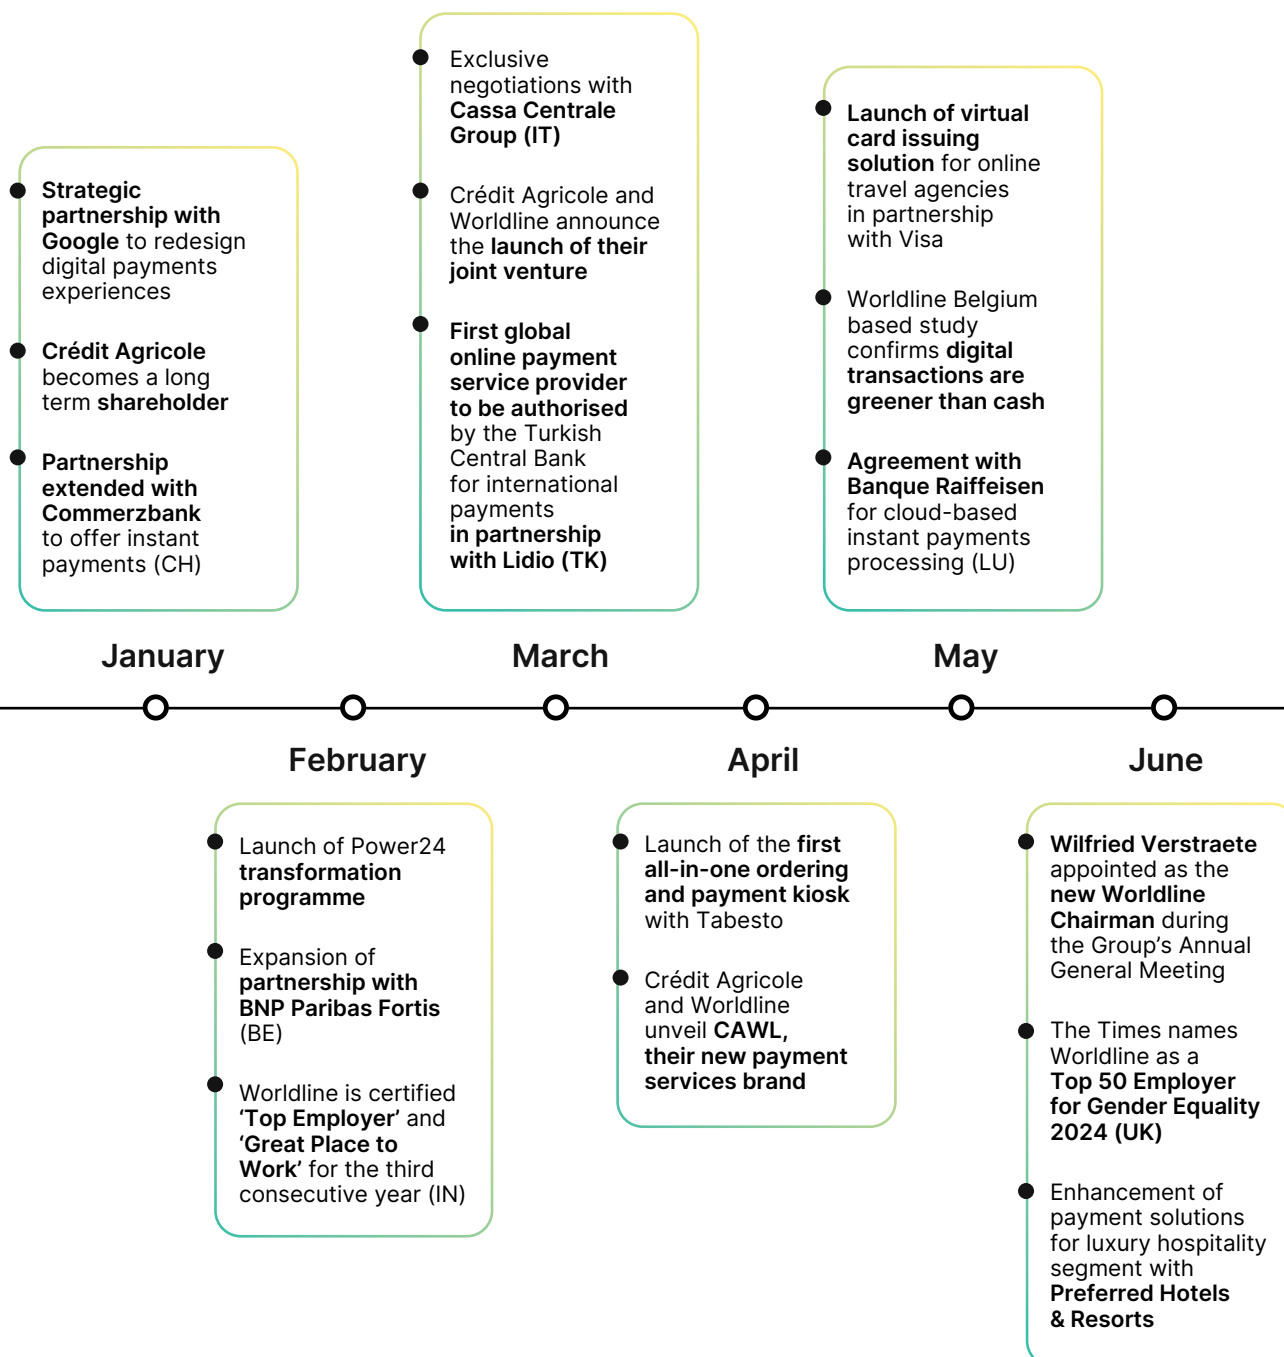 Strategic
partnership with
Google to redesign
digital payments
experiences
Crédit Agricole
becomes a long
term shareholder
Partnership
extended with
Commerzbank
to offer instant
payments (CH)
January
Exclusive
negotiations with
Cassa Centrale
Group (IT)
Crédit Agricole and
Worldline announce
the launch of their
joint venture
First global
online payment
service provider
to be authorised
by the Turkish
Central Bank
for international
payments
in partnership
with Lidio (TK)
March
Launch of virtual
card issuing
solution for online
travel agencies
in partnership
with Visa
Worldline Belgium
based study
confirms digital
transactions are
greener than cash
Agreement with
Banque Raiffeisen
for cloud-based
instant payments
processing (LU)
May
February
Launch of Power24
transformation
programme
Expansion of
partnership with
BNP Paribas Fortis
(BE)
Worldline is certified
‘Top Employer’ and
‘Great Place to
Work’ for the third
consecutive year (IN)
April
Launch of the first
all-in-one ordering
and payment kiosk
with Tabesto
Crédit Agricole
and Worldline
unveil CAWL,
their new payment
services brand
June
Wilfried Verstraete
appointed as the
new Worldline
Chairman during
the Group’s Annual
General Meeting
The Times names
Worldline as a
Top 50 Employer
for Gender Equality
2024 (UK)
Enhancement of
payment solutions
for luxury hospitality
segment with
Preferred Hotels
& Resorts